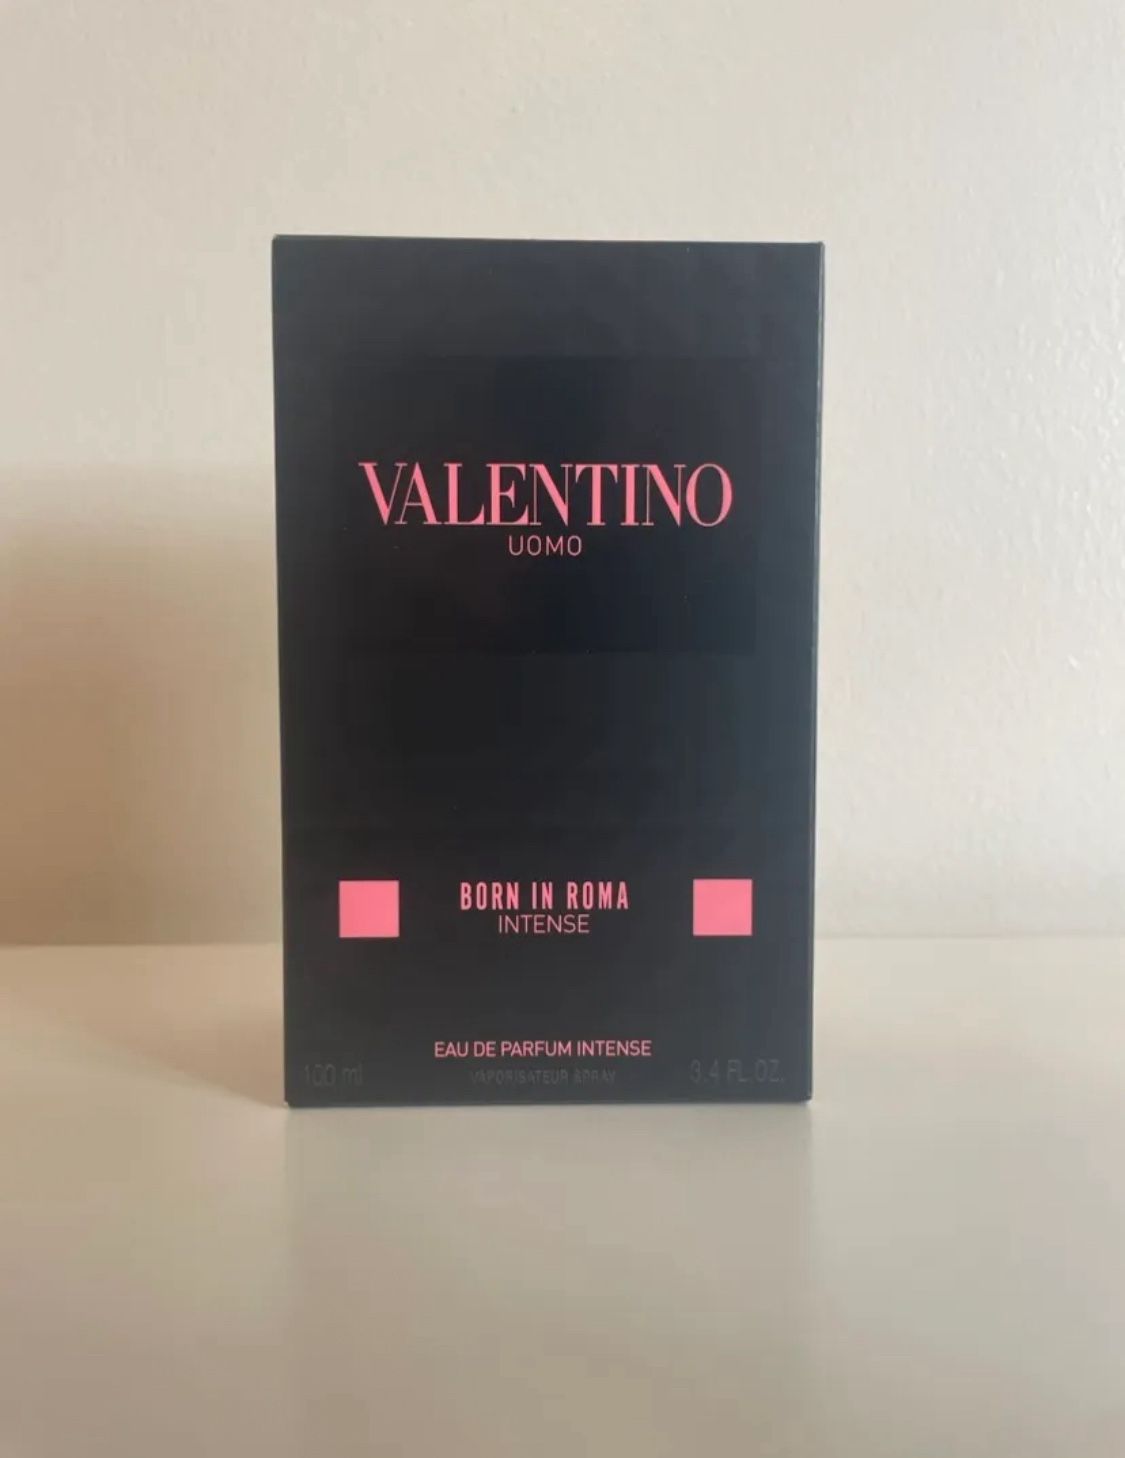 VALENTINO
UOMO
BORN IN ROMA
INTENSE
EAU DE PARFUM INTENSE
100 ml VAPORISATEUR SPRAY 3.4 FL.OZ.